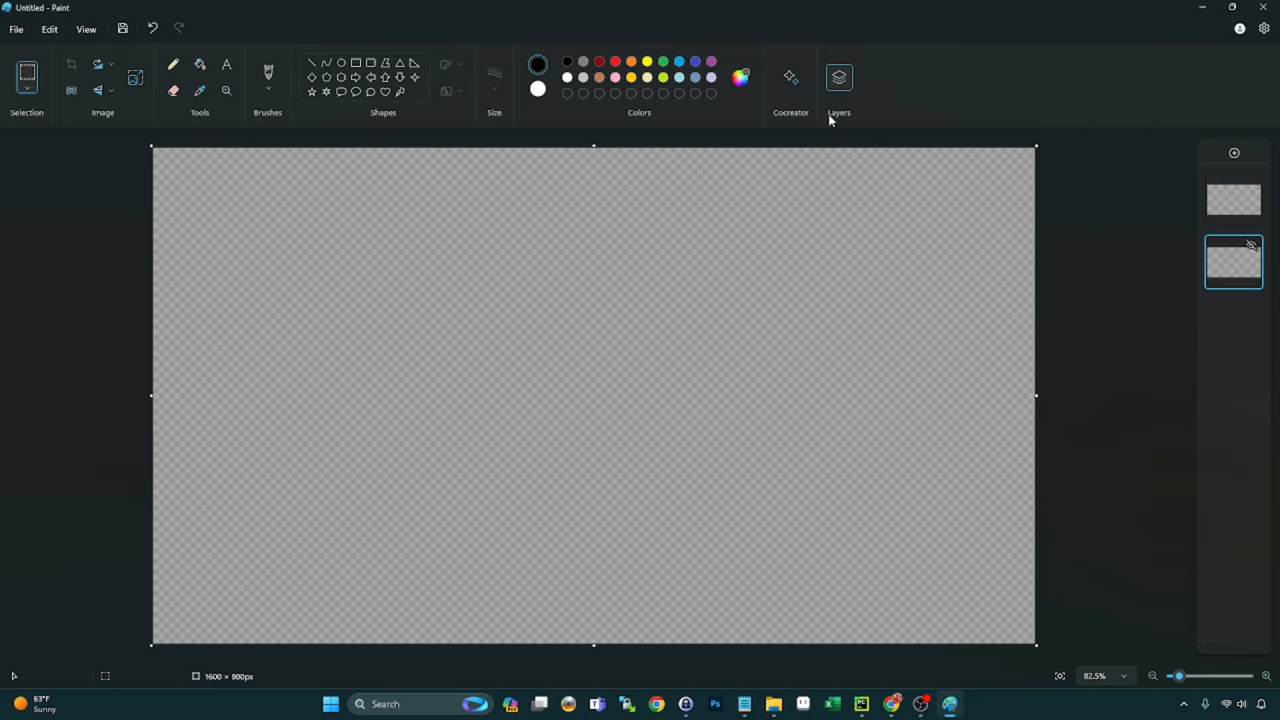 Untitled - Paint
File Edit View
Selection Image Tools Brushes Shapes Size Colors Cocreator Layers
1600 × 900px 82.5%
63°F
Sunny
Search